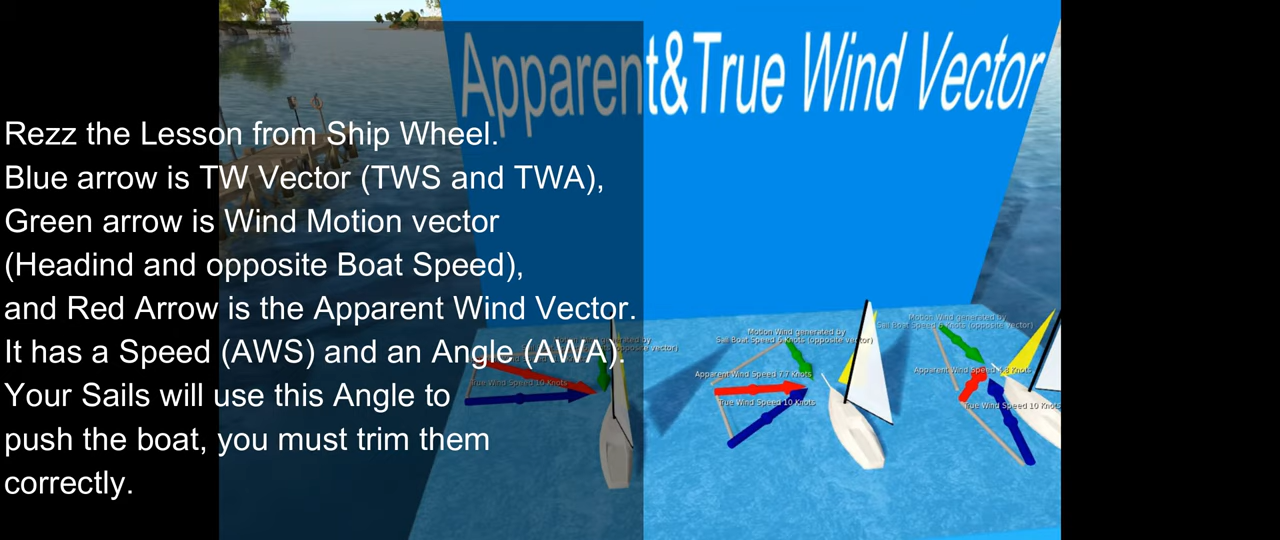 Apparent&True Wind Vector
Rezz the Lesson from Ship Wheel.
Blue arrow is TW Vector (TWS and TWA),
Green arrow is Wind Motion vector
(Headind and opposite Boat Speed),
and Red Arrow is the Apparent Wind Vector.
It has a Speed (AWS) and an Angle (AWA).
Your Sails will use this Angle to
push the boat, you must trim them
correctly.
True Wind Speed 10 Knots
Motion Wind generated by
Sail Boat Speed 6 Knots (opposite vector)
Apparent Wind Speed 7.7 Knots
True Wind Speed 10 Knots
Motion Wind generated by
Sail Boat Speed 6 Knots (opposite vector)
Apparent Wind Speed
Knots
True Wind Speed 10 Knots